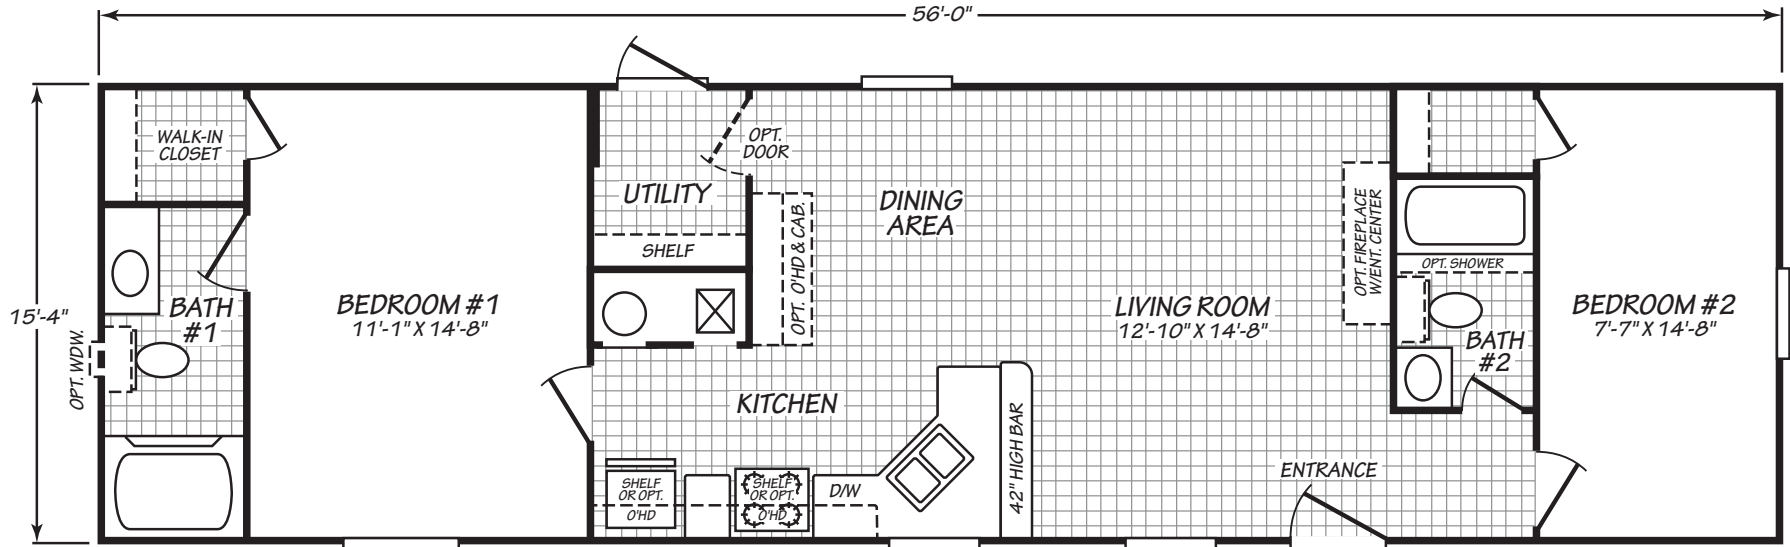 56'-0"
WALK-IN
CLOSET
OPT.
DOOR
UTILITY
SHELF
OPT. O'HD & CAB.
DINING
AREA
OPT. FIREPLACE
W/ENT. CENTER
OPT. SHOWER
15'-4"
BATH
#1
OPT. WDW.
BEDROOM #1
11'-1" X 14'-8"
LIVING ROOM
12'-10" X 14'-8"
BEDROOM #2
7'-7" X 14'-8"
BATH
#2
KITCHEN
42" HIGH BAR
ENTRANCE
SHELF
OR OPT.
O'HD
SHELF
OR OPT.
O'HD
D/W